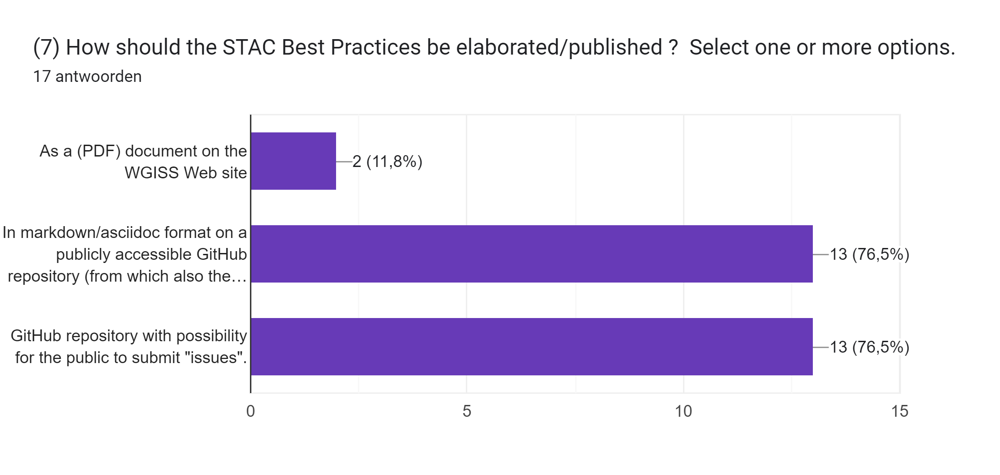 (7) How should the STAC Best Practices be elaborated/published ?  Select one or more options.
17 antwoorden
As a (PDF) document on the
WGISS Web site
2 (11,8%)
In markdown/asciidoc format on a
publicly accessible GitHub
repository (from which also the…
13 (76,5%)
GitHub repository with possibility
for the public to submit "issues".
13 (76,5%)
0 5 10 15